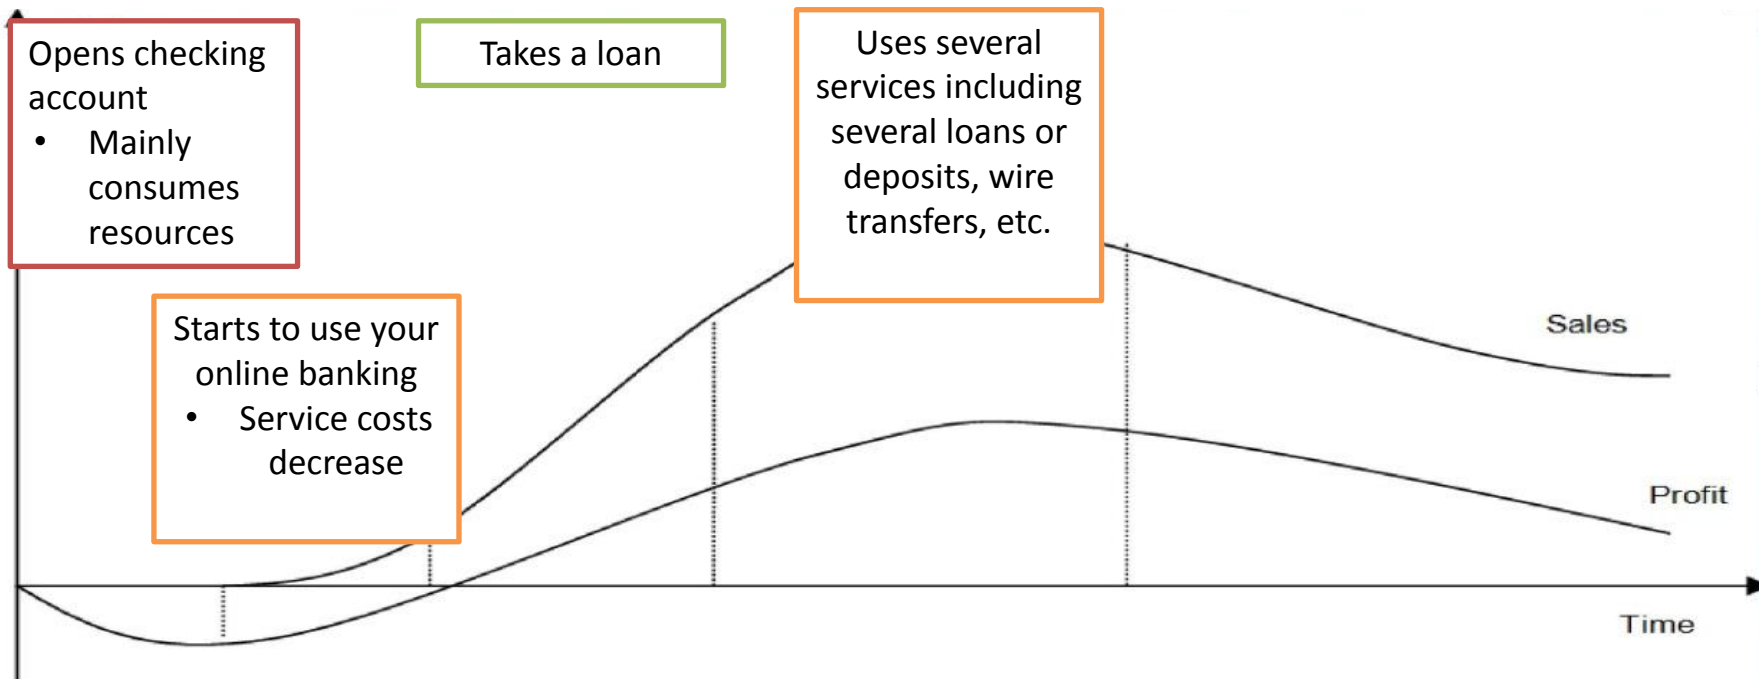 Opens checking
account
• Mainly
consumes
resources
Takes a loan
Uses several
services including
several loans or
deposits, wire
transfers, etc.
Starts to use your
online banking
• Service costs
decrease
Sales
Profit
Time